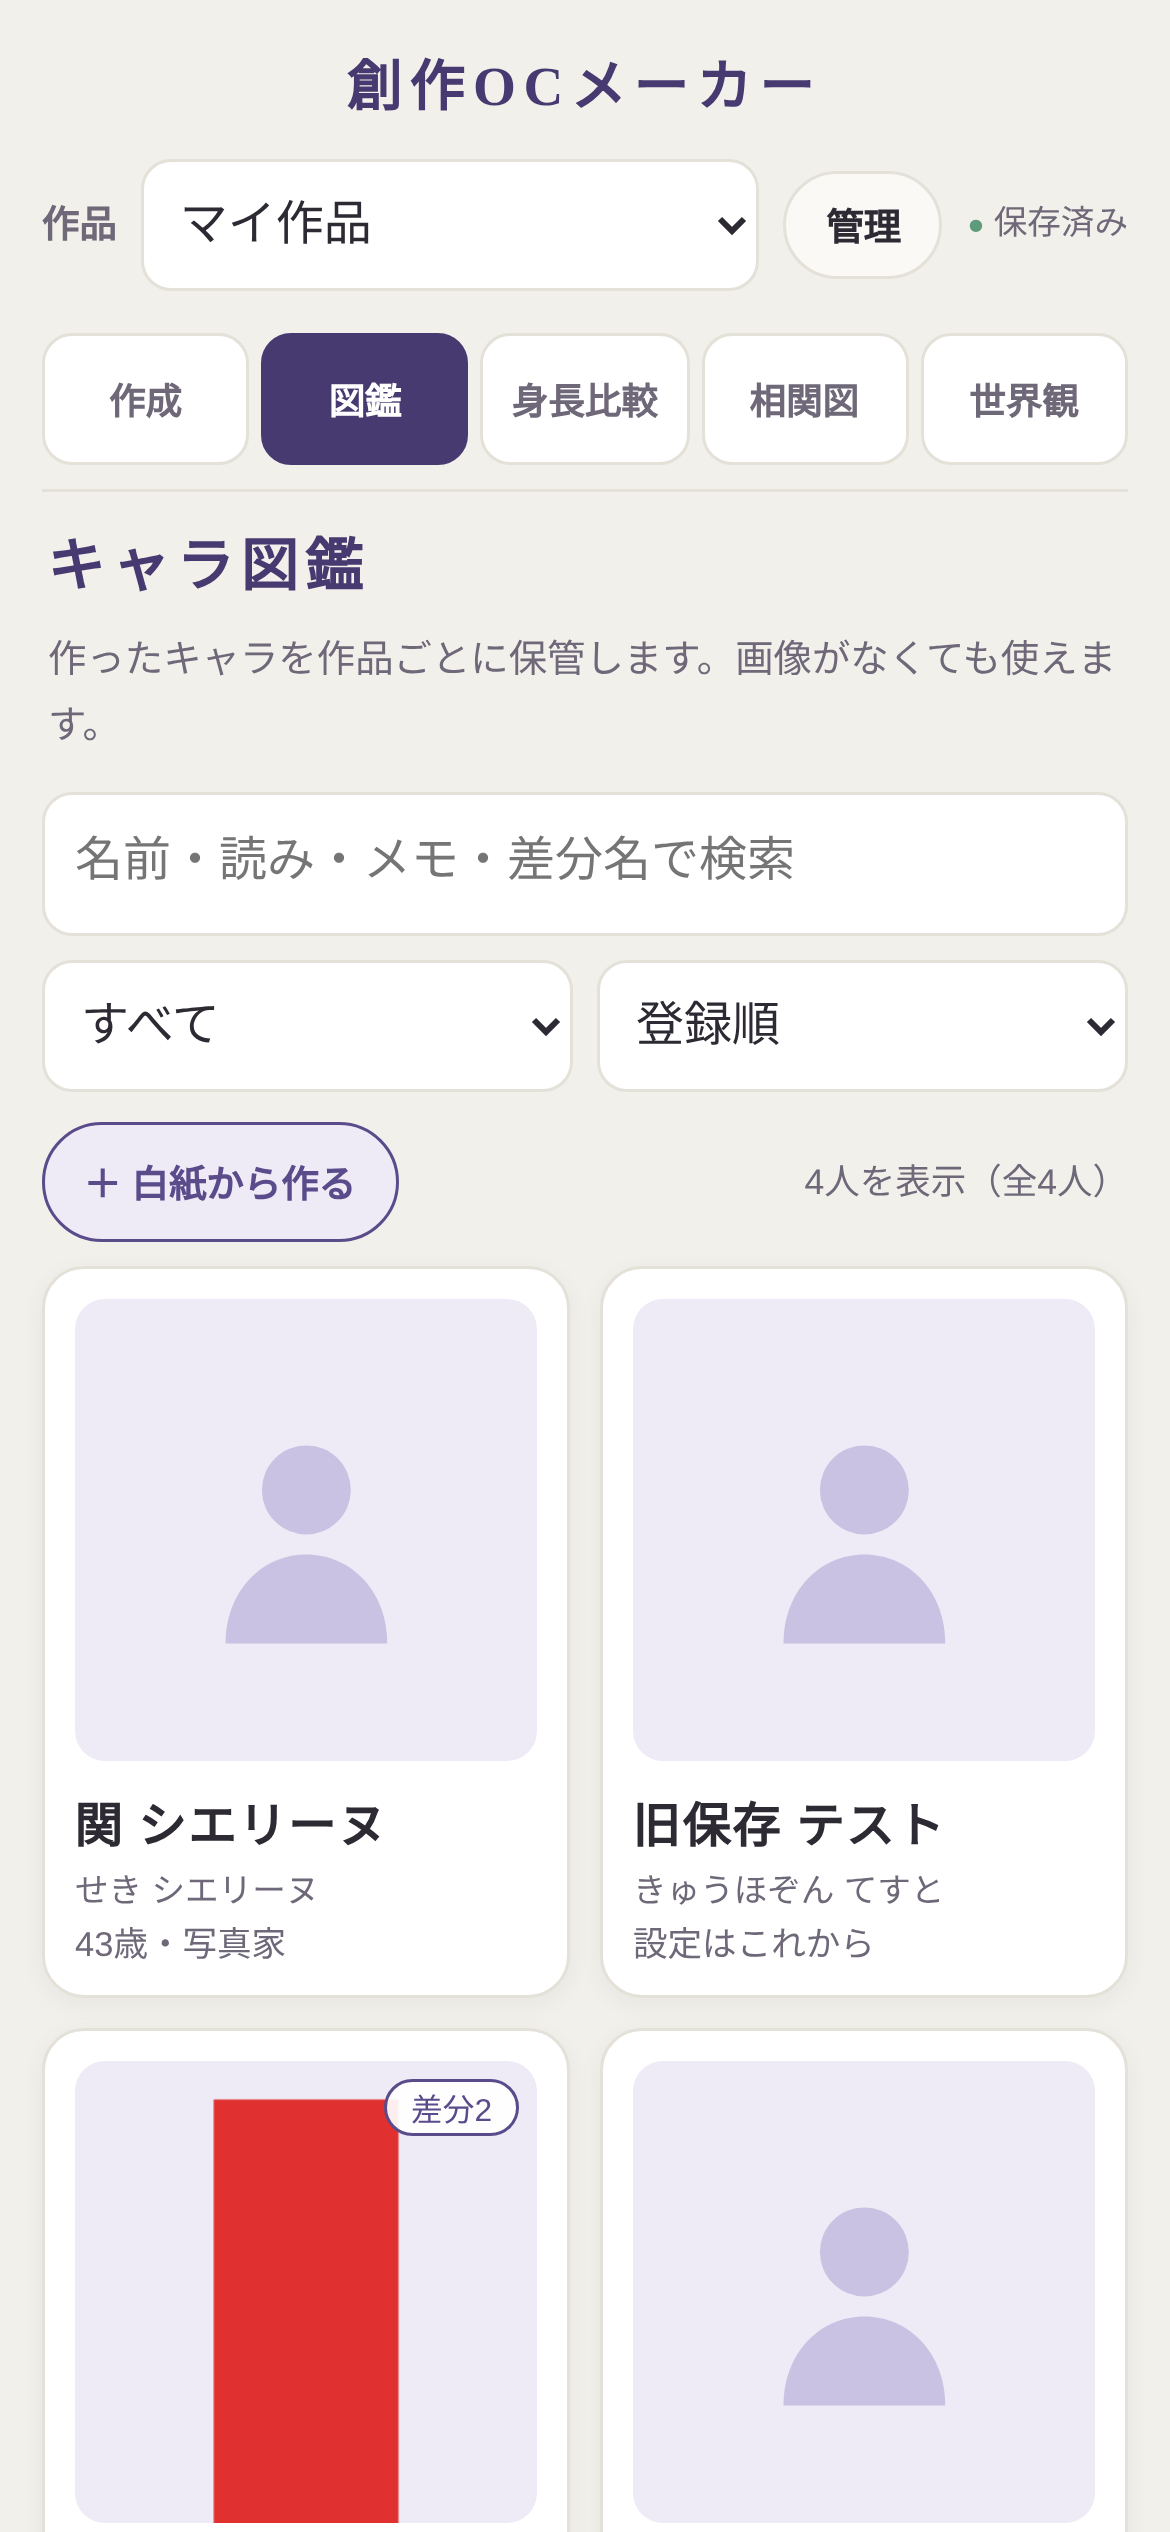 創作OCメーカー
作品 マイ作品 管理 保存済み
作成 図鑑 身長比較 相関図 世界観
キャラ図鑑
作ったキャラを作品ごとに保管します。画像がなくても使えま
す。
名前・読み・メモ・差分名で検索
すべて 登録順
＋ 白紙から作る 4人を表示（全4人）
関 シエリーヌ
せき シエリーヌ
43歳・写真家
旧保存 テスト
きゅうほぞん てすと
設定はこれから
差分2